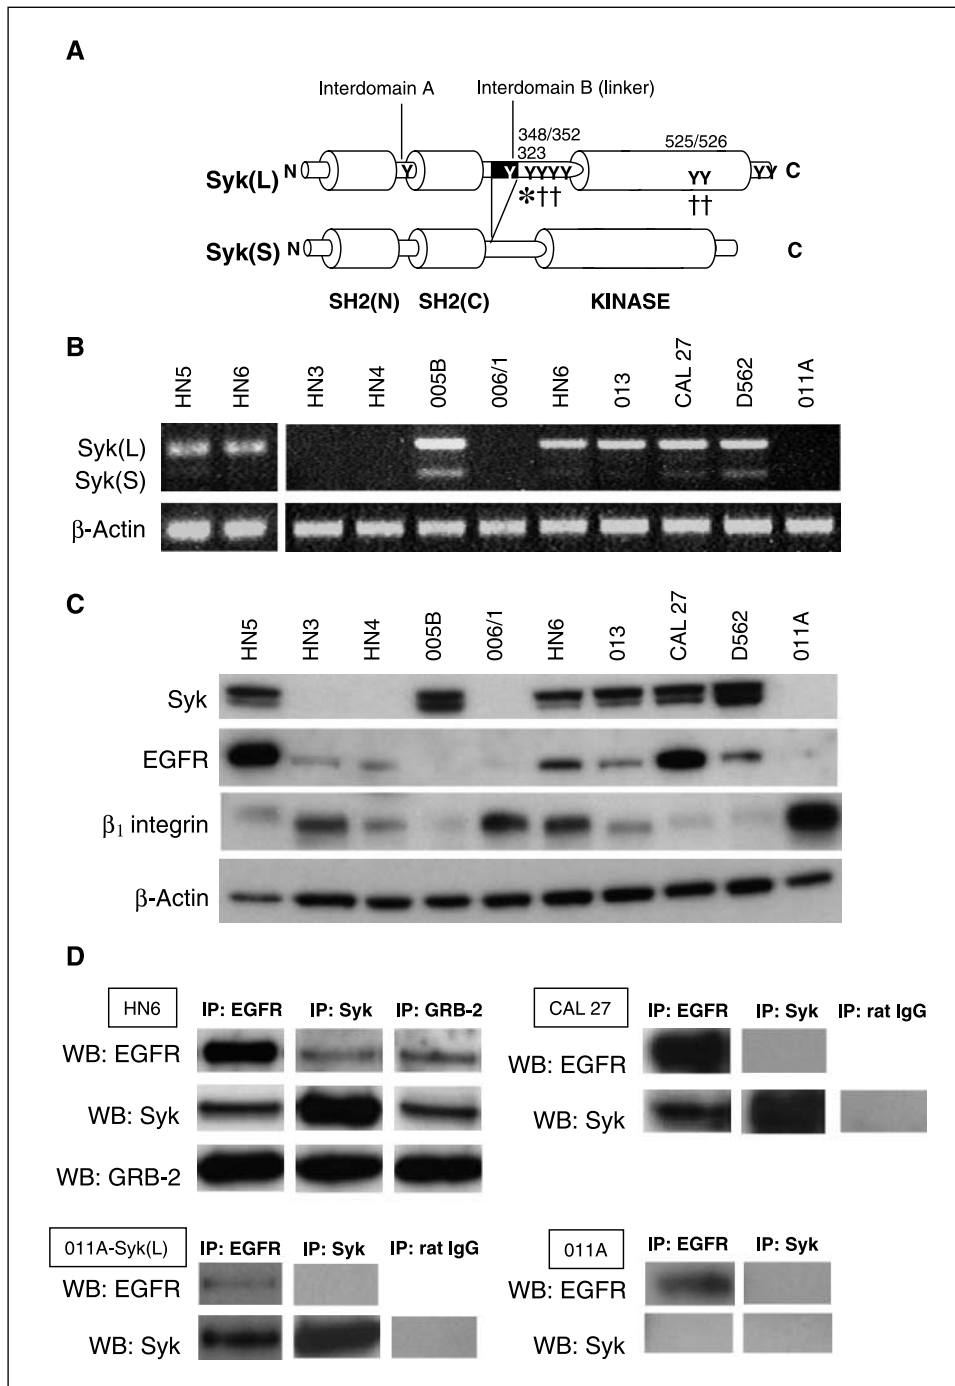 A
Interdomain A
Interdomain B (linker)
348/352
323
525/526
Syk(L) N Y Y YYYY YY YY C
*†† ††
Syk(S) N C
SH2(N) SH2(C) KINASE
B
HN5 HN6 HN3 HN4 005B 006/1 HN6 013 CAL 27 D562 011A
Syk(L)
Syk(S)
β-Actin
C
HN5 HN3 HN4 005B 006/1 HN6 013 CAL 27 D562 011A
Syk
EGFR
β1 integrin
β-Actin
D
HN6 IP: EGFR IP: Syk IP: GRB-2
WB: EGFR
WB: Syk
WB: GRB-2
CAL 27 IP: EGFR IP: Syk IP: rat IgG
WB: EGFR
WB: Syk
011A-Syk(L) IP: EGFR IP: Syk IP: rat IgG
WB: EGFR
WB: Syk
011A IP: EGFR IP: Syk
WB: EGFR
WB: Syk